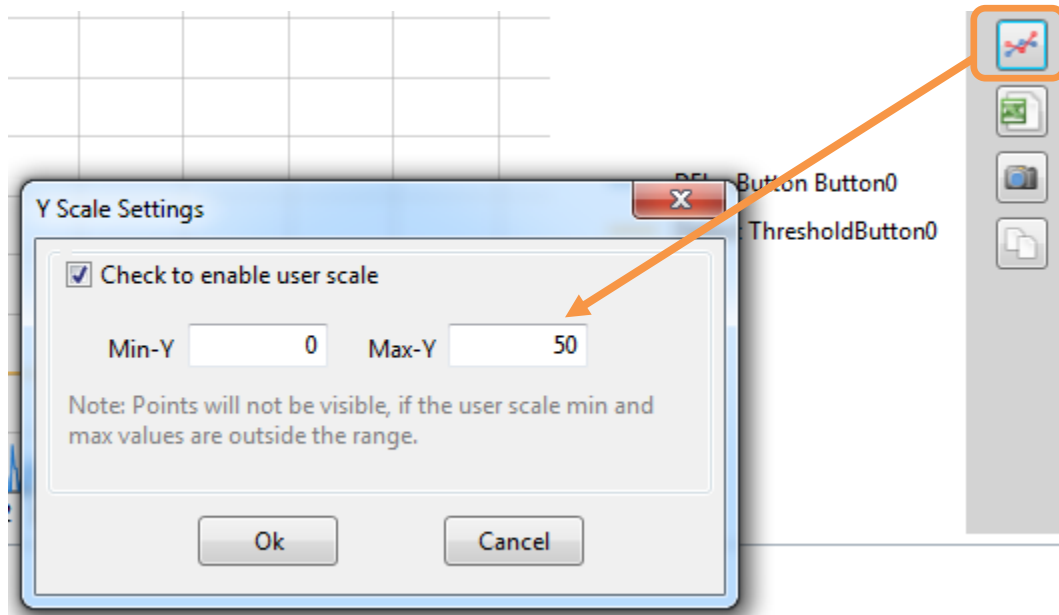 Button Button0
: ThresholdButton0
Y Scale Settings
Check to enable user scale
Min-Y 0 Max-Y 50
Note: Points will not be visible, if the user scale min and
max values are outside the range.
Ok Cancel